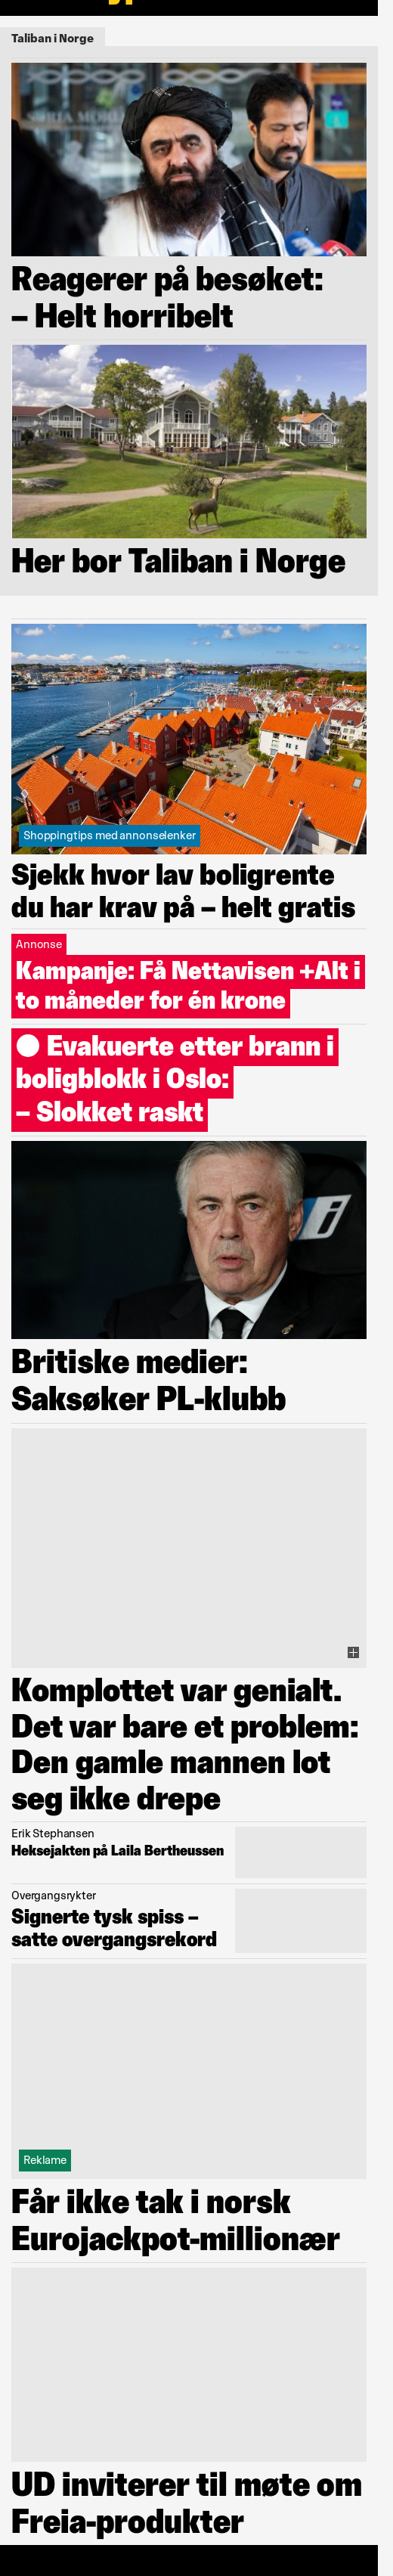 Taliban i Norge
Reagerer på besøket:
– Helt horribelt
Her bor Taliban i Norge
Shoppingtips med annonselenker
Sjekk hvor lav boligrente
du har krav på – helt gratis
Annonse
Kampanje: Få Nettavisen +Alt i
to måneder for én krone
Evakuerte etter brann i
boligblokk i Oslo:
– Slokket raskt
Britiske medier:
Saksøker PL-klubb
Komplottet var genialt.
Det var bare et problem:
Den gamle mannen lot
seg ikke drepe
Erik Stephansen
Heksejakten på Laila Bertheussen
Overgangsrykter
Signerte tysk spiss –
satte overgangsrekord
Reklame
Får ikke tak i norsk
Eurojackpot-millionær
UD inviterer til møte om
Freia-produkter